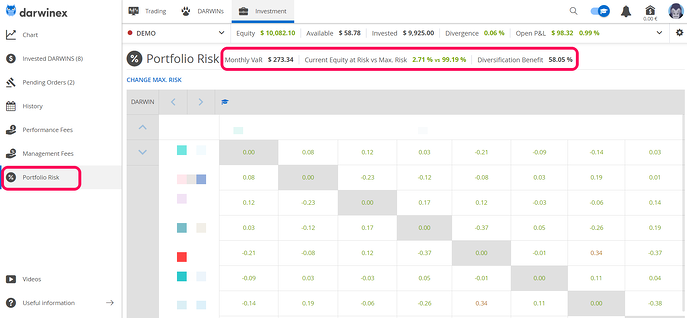 darwinex
Trading
DARWINs
Investment
0.00 €
DEMO
Equity $ 10,082.10
Available $ 58.78
Invested $ 9,925.00
Divergence 0.06 %
Open P&L $ 98.32 0.99 %
Chart
Invested DARWINS (8)
Pending Orders (2)
History
Performance Fees
Management Fees
Portfolio Risk
Videos
Useful information
Portfolio Risk
Monthly VaR $ 273.34
Current Equity at Risk vs Max. Risk 2.71 % vs 99.19 %
Diversification Benefit 58.05 %
CHANGE MAX. RISK
DARWIN
0.00 0.08 0.12 0.03 -0.21 -0.09 -0.14 0.03
0.08 0.00 -0.23 -0.12 -0.08 0.03 0.19 0.01
0.12 -0.23 0.00 0.17 0.12 -0.03 -0.06 0.14
0.03 -0.12 0.17 0.00 -0.37 0.05 -0.26 0.19
-0.21 -0.08 0.12 -0.37 0.00 -0.01 0.34 -0.37
-0.09 0.03 -0.03 0.05 -0.01 0.00 0.11 0.04
-0.14 0.19 -0.06 -0.26 0.34 0.11 0.00 -0.38